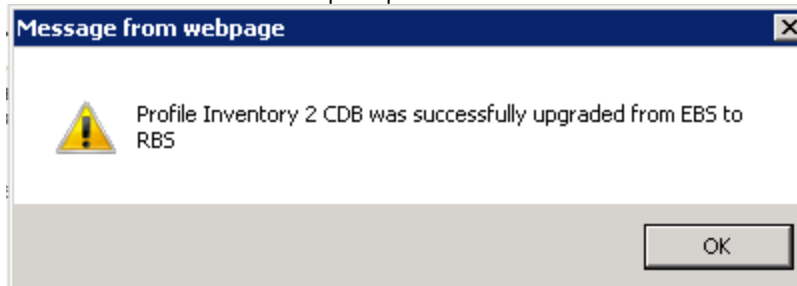 Message from webpage
Profile Inventory 2 CDB was successfully upgraded from EBS to
RBS
OK